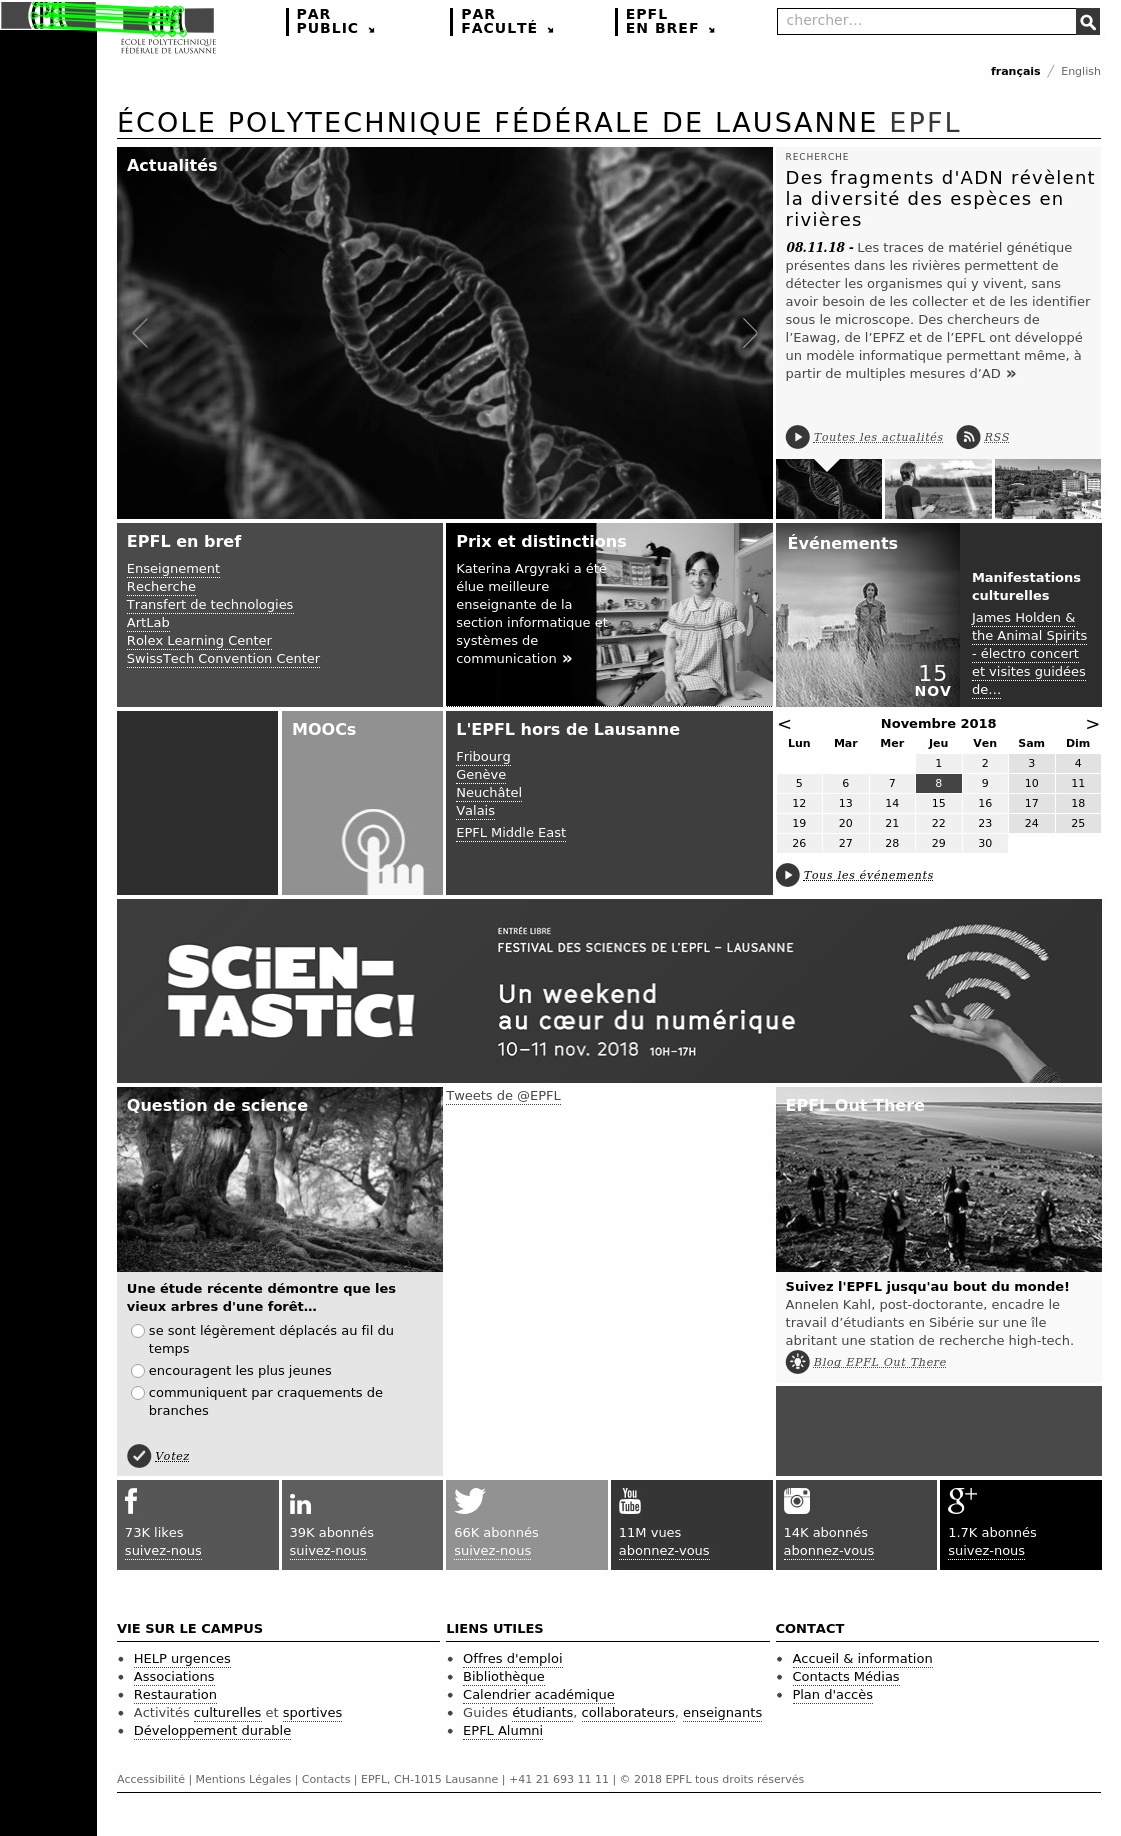 ÉCOLE POLYTECHNIQUE
FÉDÉRALE DE LAUSANNE
PAR
PUBLIC
PAR
FACULTÉ
EPFL
EN BREF
chercher...
français / English
ÉCOLE POLYTECHNIQUE FÉDÉRALE DE LAUSANNE EPFL
Actualités
RECHERCHE
Des fragments d'ADN révèlent
la diversité des espèces en
rivières
08.11.18 - Les traces de matériel génétique
présentes dans les rivières permettent de
détecter les organismes qui y vivent, sans
avoir besoin de les collecter et de les identifier
sous le microscope. Des chercheurs de
l’Eawag, de l’EPFZ et de l’EPFL ont développé
un modèle informatique permettant même, à
partir de multiples mesures d’AD »
Toutes les actualités RSS
EPFL en bref
Enseignement
Recherche
Transfert de technologies
ArtLab
Rolex Learning Center
SwissTech Convention Center
Prix et distinctions
Katerina Argyraki a été
élue meilleure
enseignante de la
section informatique et
systèmes de
communication »
Événements
15
NOV
Manifestations
culturelles
James Holden &
the Animal Spirits
- électro concert
et visites guidées
de...
MOOCs
L'EPFL hors de Lausanne
Fribourg
Genève
Neuchâtel
Valais
EPFL Middle East
< Novembre 2018 >
Lun Mar Mer Jeu Ven Sam Dim
1 2 3 4
5 6 7 8 9 10 11
12 13 14 15 16 17 18
19 20 21 22 23 24 25
26 27 28 29 30
Tous les événements
SCiEN–
TASTiC!
ENTRÉE LIBRE
FESTIVAL DES SCIENCES DE L'EPFL – LAUSANNE
Un weekend
au cœur du numérique
10–11 nov. 2018 10H–17H
Question de science
Une étude récente démontre que les
vieux arbres d'une forêt...
se sont légèrement déplacés au fil du
temps
encouragent les plus jeunes
communiquent par craquements de
branches
Votez
Tweets de @EPFL
EPFL Out There
Suivez l'EPFL jusqu'au bout du monde!
Annelen Kahl, post-doctorante, encadre le
travail d’étudiants en Sibérie sur une île
abritant une station de recherche high-tech.
Blog EPFL Out There
f
73K likes
suivez-nous
in
39K abonnés
suivez-nous
66K abonnés
suivez-nous
You
Tube
11M vues
abonnez-vous
14K abonnés
abonnez-vous
g+
1.7K abonnés
suivez-nous
VIE SUR LE CAMPUS
HELP urgences
Associations
Restauration
Activités culturelles et sportives
Développement durable
LIENS UTILES
Offres d'emploi
Bibliothèque
Calendrier académique
Guides étudiants, collaborateurs, enseignants
EPFL Alumni
CONTACT
Accueil & information
Contacts Médias
Plan d'accès
Accessibilité | Mentions Légales | Contacts | EPFL, CH-1015 Lausanne | +41 21 693 11 11 | © 2018 EPFL tous droits réservés